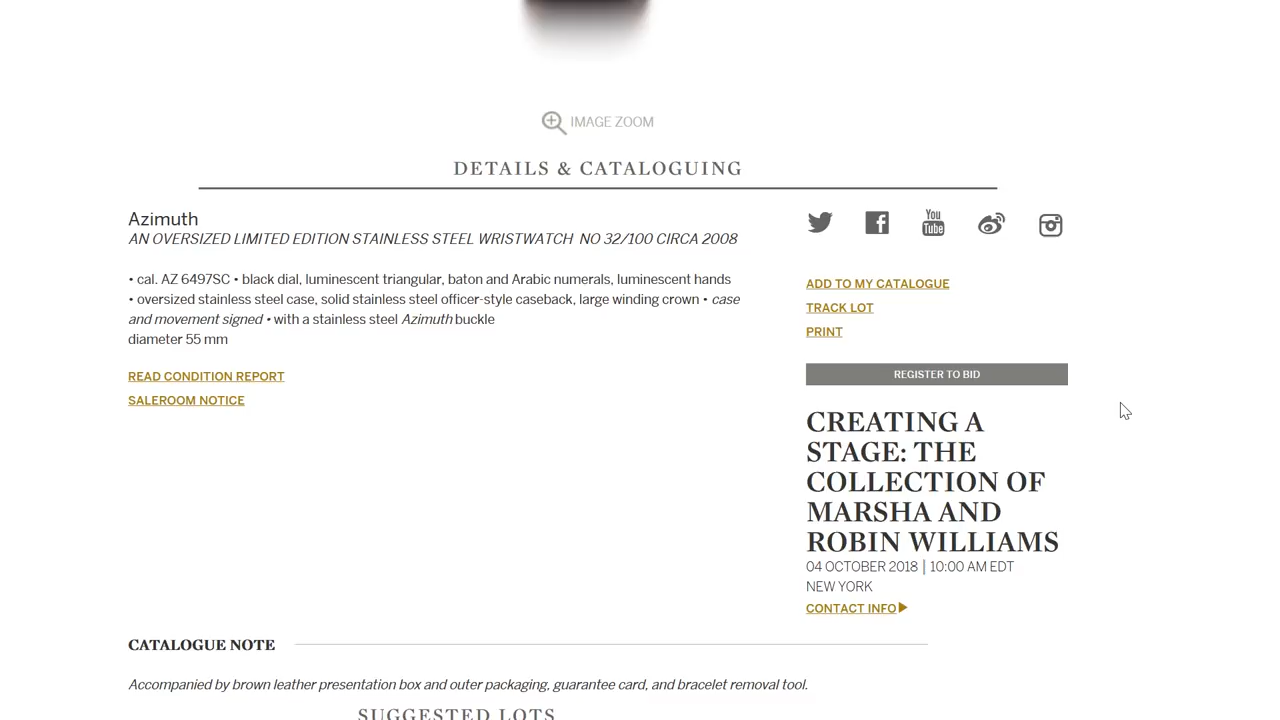 IMAGE ZOOM
DETAILS & CATALOGUING
Azimuth
AN OVERSIZED LIMITED EDITION STAINLESS STEEL WRISTWATCH NO 32/100 CIRCA 2008
• cal. AZ 6497SC • black dial, luminescent triangular, baton and Arabic numerals, luminescent hands
• oversized stainless steel case, solid stainless steel officer-style caseback, large winding crown • case
and movement signed • with a stainless steel Azimuth buckle
diameter 55 mm
READ CONDITION REPORT
SALEROOM NOTICE
You
Tube
ADD TO MY CATALOGUE
TRACK LOT
PRINT
REGISTER TO BID
CREATING A
STAGE: THE
COLLECTION OF
MARSHA AND
ROBIN WILLIAMS
04 OCTOBER 2018 | 10:00 AM EDT
NEW YORK
CONTACT INFO
CATALOGUE NOTE
Accompanied by brown leather presentation box and outer packaging, guarantee card, and bracelet removal tool.
SUGGESTED LOTS